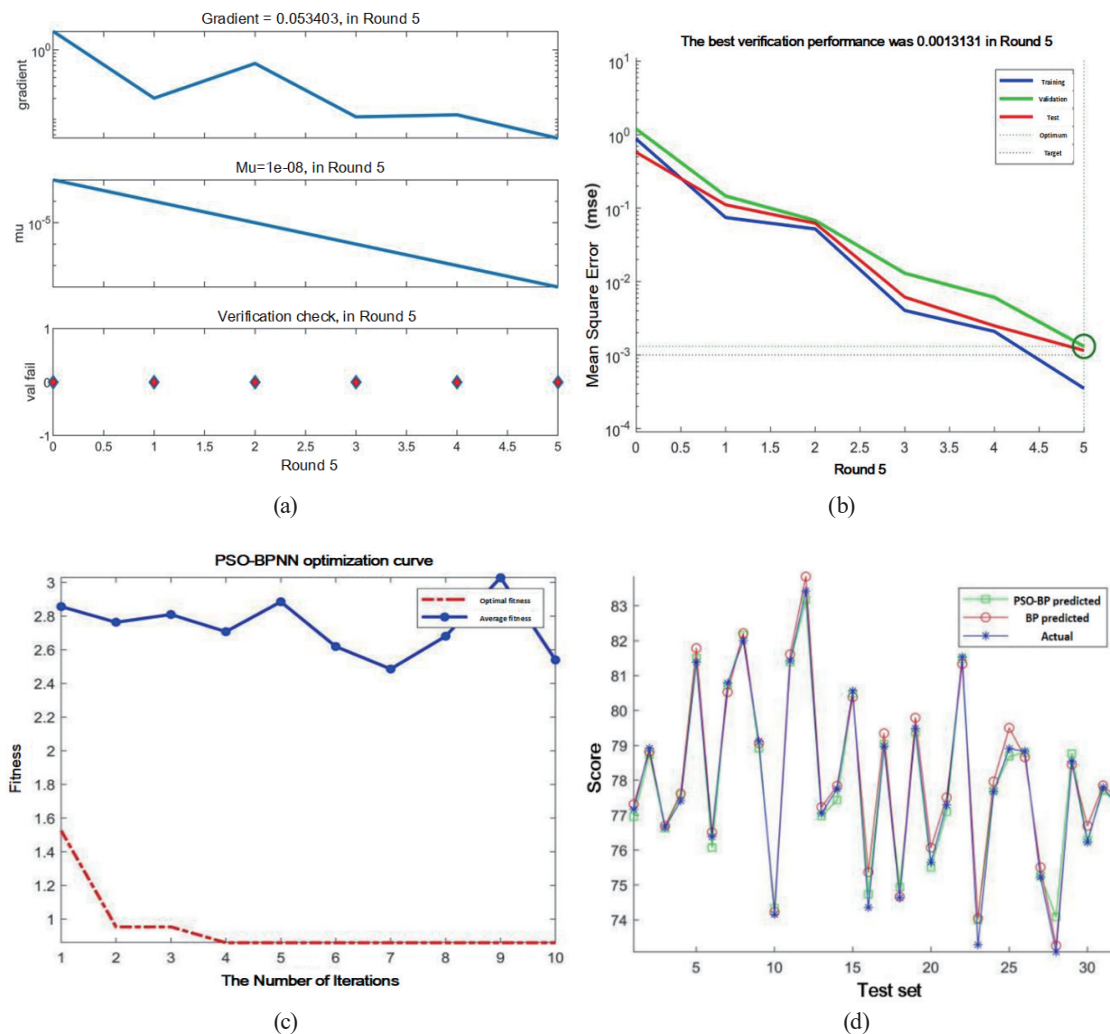 Gradient = 0.053403, in Round 5
10^0
gradient
Mu=1e-08, in Round 5
10^-5
mu
Verification check, in Round 5
1
0
-1
val fail
0 0.5 1 1.5 2 2.5 3 3.5 4 4.5 5
Round 5
(a)
The best verification performance was 0.0013131 in Round 5
10^1
10^0
10^-1
10^-2
10^-3
10^-4
Mean Square Error (mse)
Training
Validation
Test
Optimum
Target
0 0.5 1 1.5 2 2.5 3 3.5 4 4.5 5
Round 5
(b)
PSO-BPNN optimization curve
3
2.8
2.6
2.4
2.2
2
1.8
1.6
1.4
1.2
1
Fitness
Optimal fitness
Average fitness
1 2 3 4 5 6 7 8 9 10
The Number of Iterations
(c)
83
82
81
80
79
78
77
76
75
74
Score
PSO-BP predicted
BP predicted
Actual
5 10 15 20 25 30
Test set
(d)